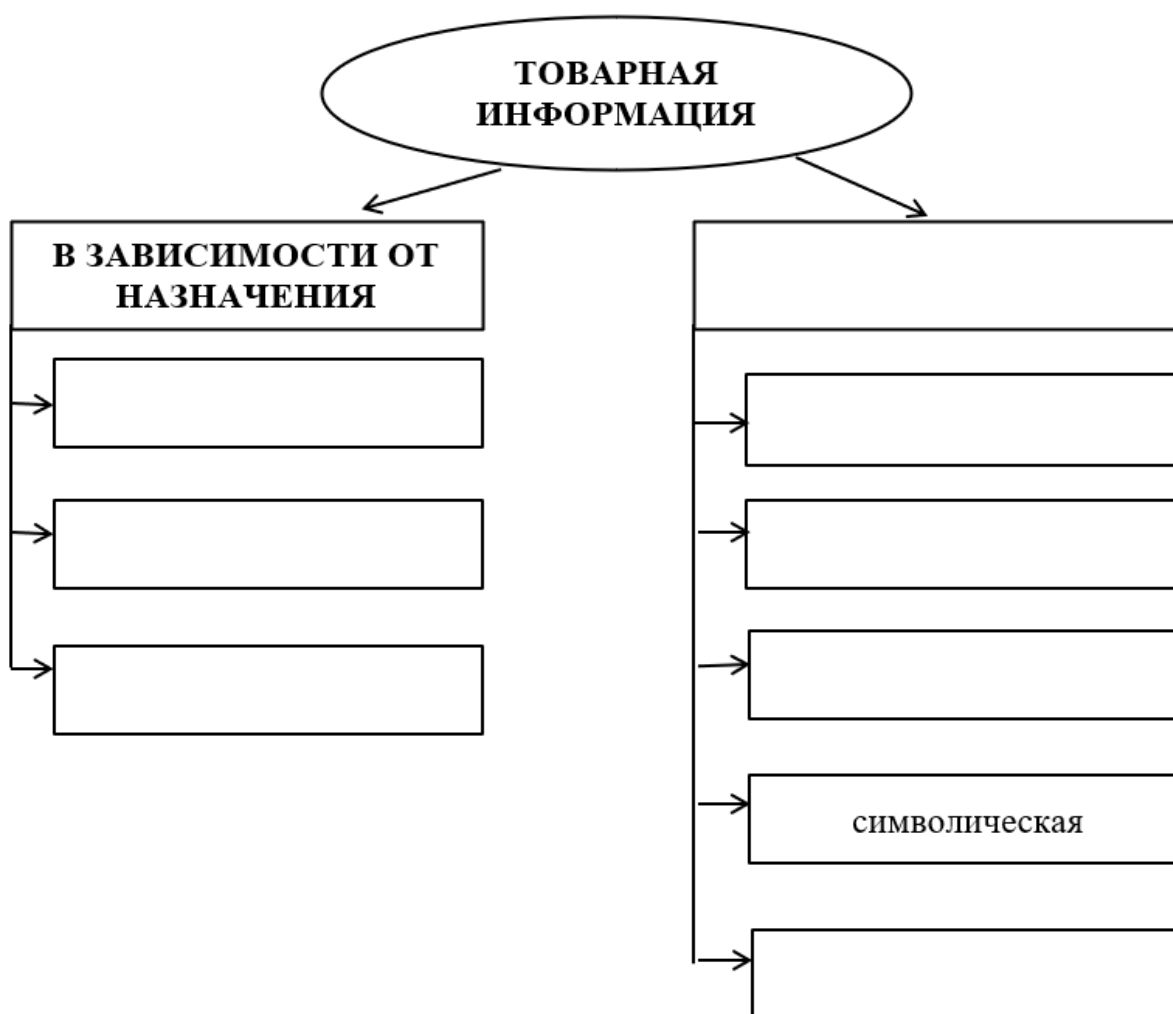 ТОВАРНАЯ
ИНФОРМАЦИЯ
В ЗАВИСИМОСТИ ОТ
НАЗНАЧЕНИЯ
символическая